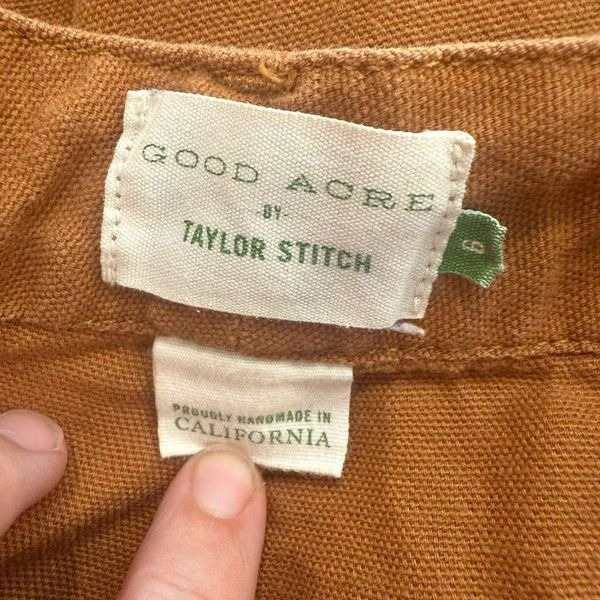 GOOD ACRE
-BY-
TAYLOR STITCH
6
PROUDLY HANDMADE IN
CALIFORNIA